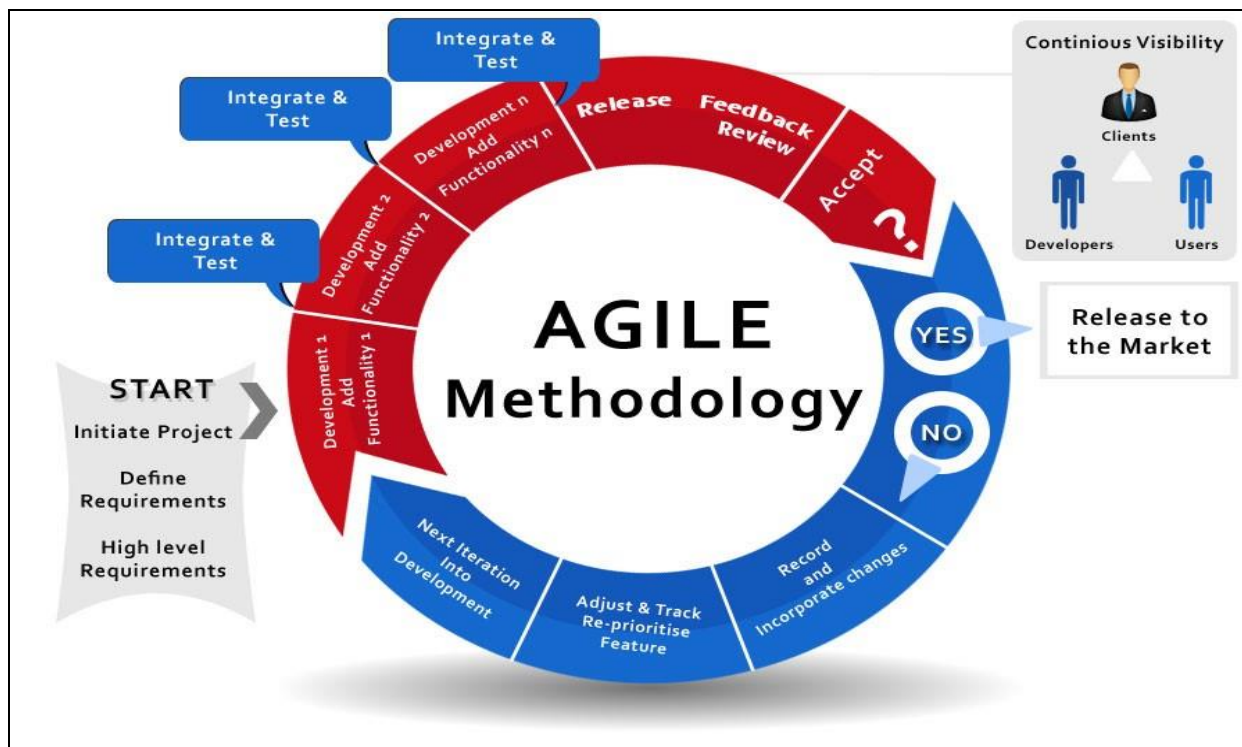 START
Initiate Project
Define
Requirements
High level
Requirements
Development 1
Add
Functionality 1
Integrate &
Test
Development 2
Add
Functionality 2
Integrate &
Test
Development n
Add
Functionality n
Integrate &
Test
Release
Feedback
Review
Accept
?
YES
Release to
the Market
NO
Record
and
Incorporate changes
Adjust & Track
Re-prioritise
Feature
Next Iteration
Into
Development
AGILE
Methodology
Continious Visibility
Clients
Developers
Users